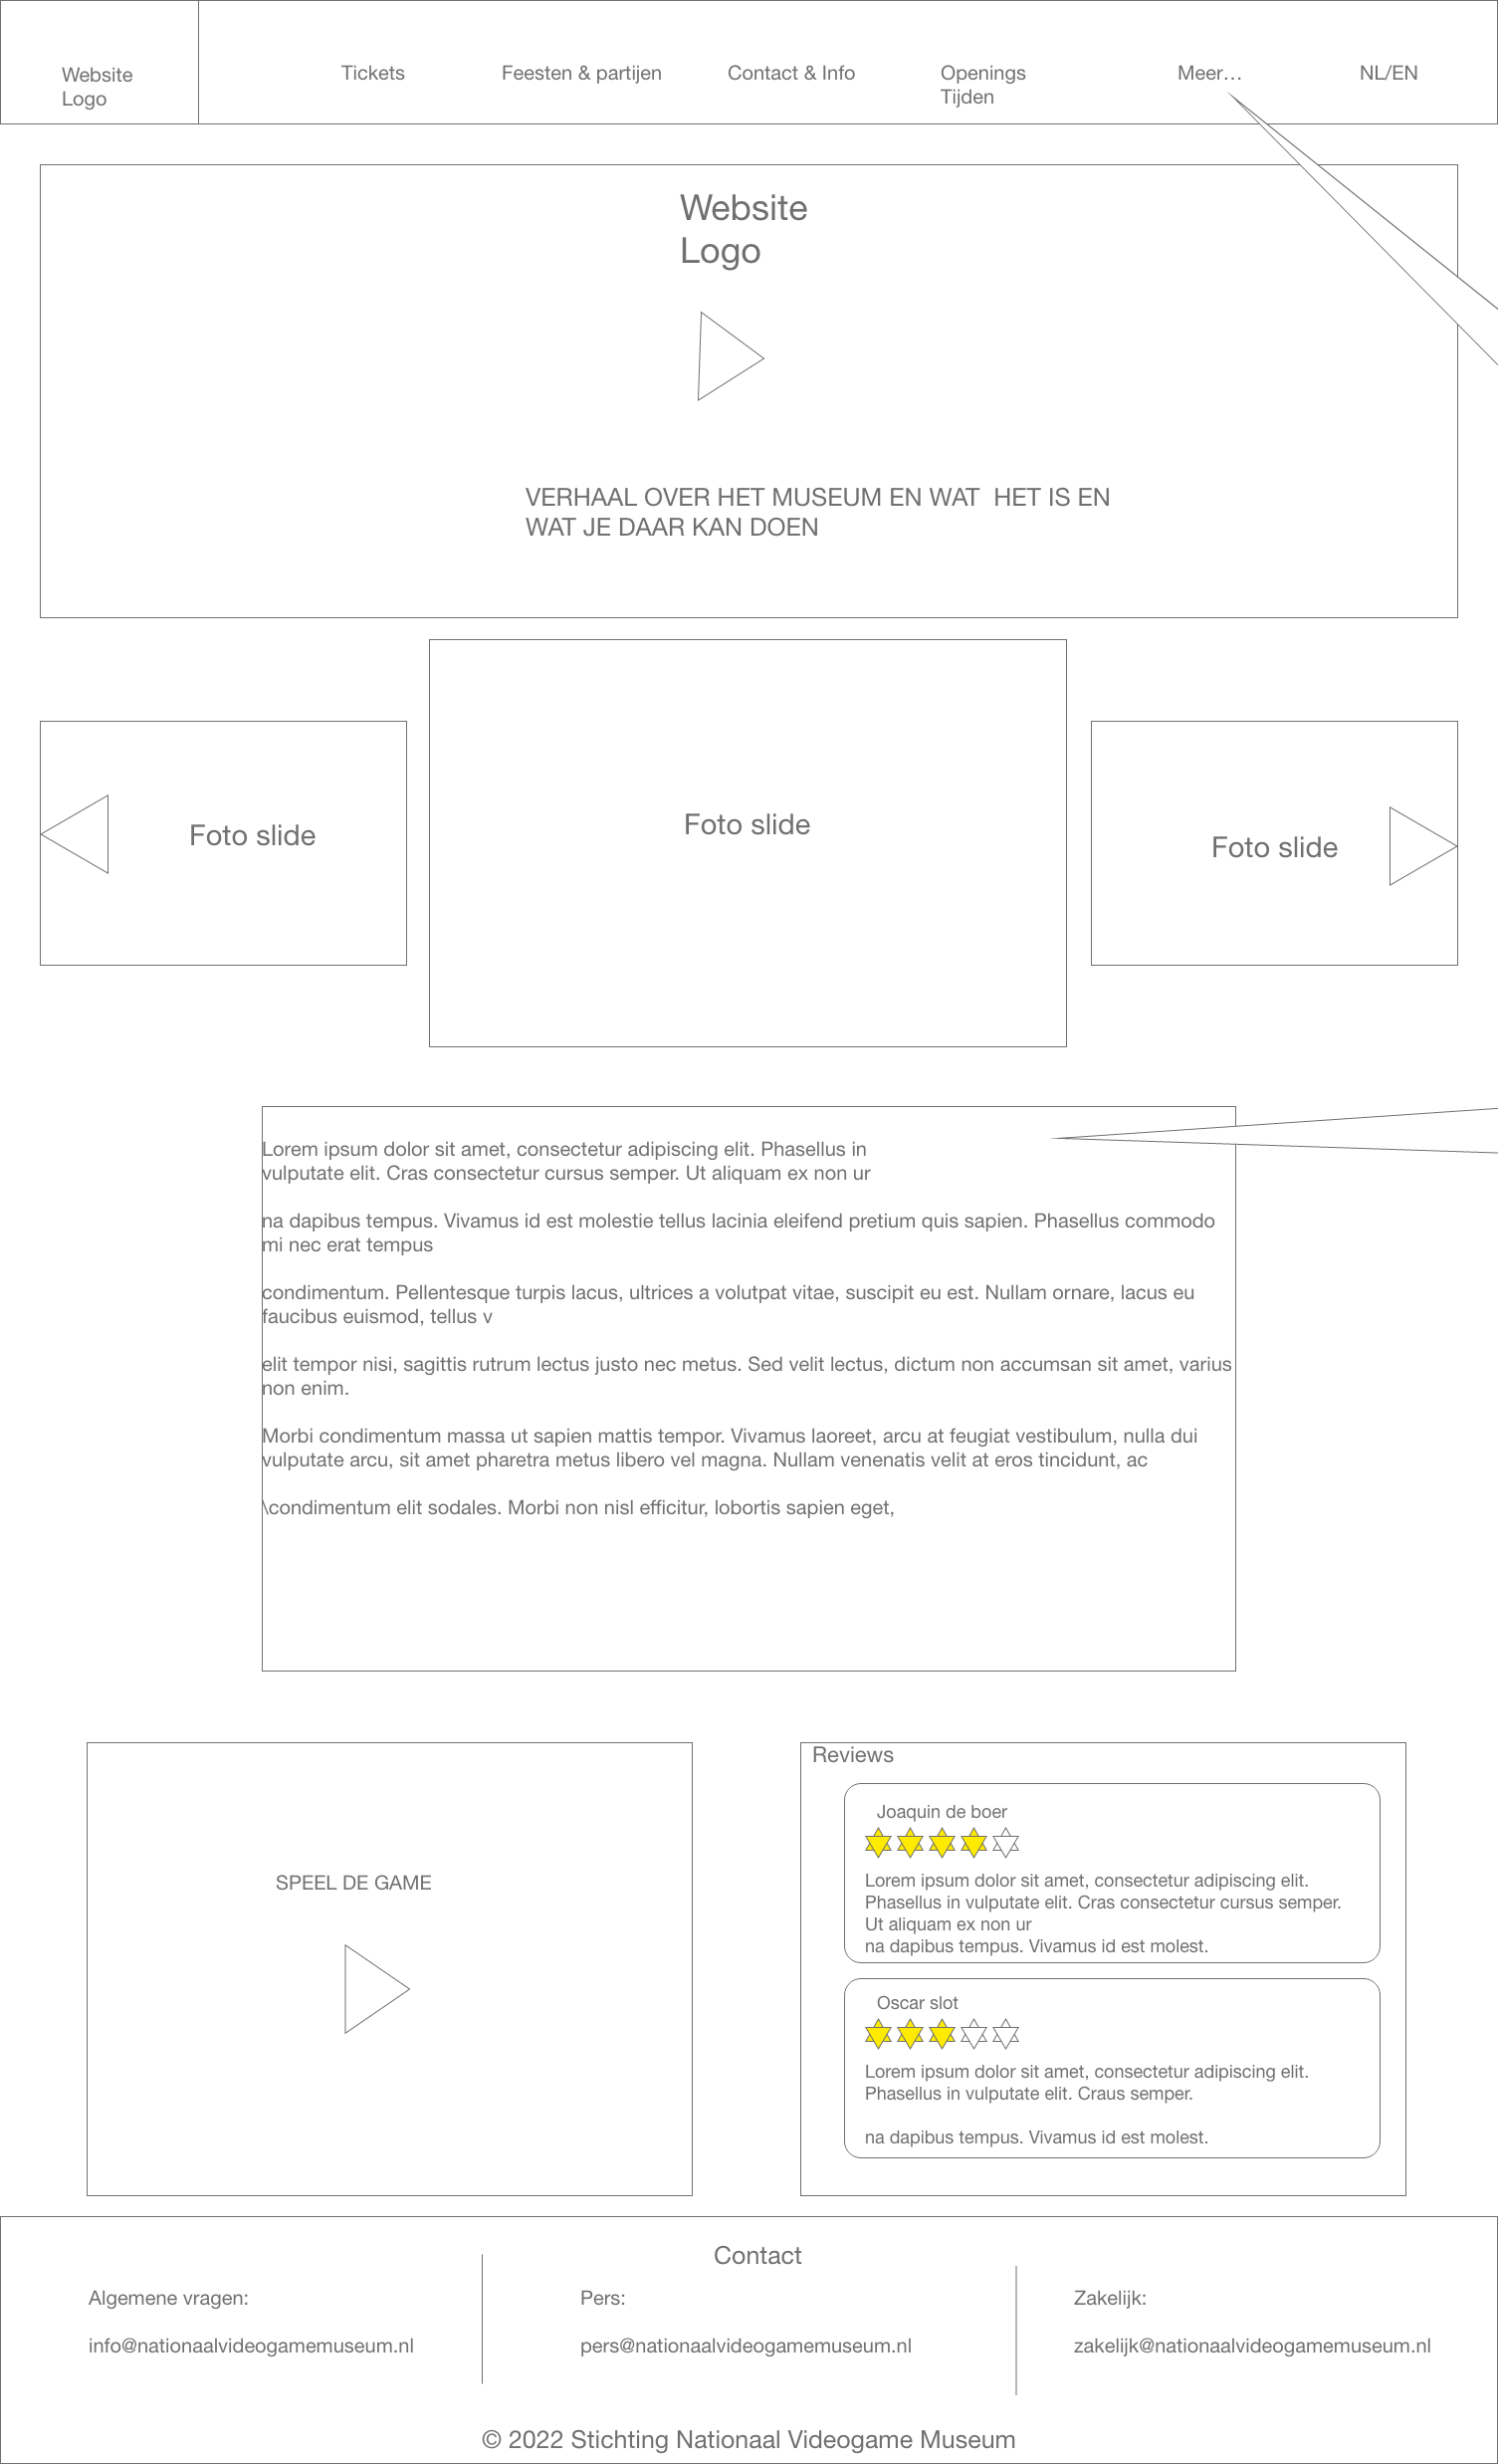 Website
Logo
Tickets
Feesten & partijen
Contact & Info
Openings
Tijden
Meer...
NL/EN
Website
Logo
VERHAAL OVER HET MUSEUM EN WAT  HET IS EN
WAT JE DAAR KAN DOEN
Foto slide
Foto slide
Foto slide
Lorem ipsum dolor sit amet, consectetur adipiscing elit. Phasellus in
vulputate elit. Cras consectetur cursus semper. Ut aliquam ex non ur
na dapibus tempus. Vivamus id est molestie tellus lacinia eleifend pretium quis sapien. Phasellus commodo
mi nec erat tempus
condimentum. Pellentesque turpis lacus, ultrices a volutpat vitae, suscipit eu est. Nullam ornare, lacus eu
faucibus euismod, tellus v
elit tempor nisi, sagittis rutrum lectus justo nec metus. Sed velit lectus, dictum non accumsan sit amet, varius
non enim.
Morbi condimentum massa ut sapien mattis tempor. Vivamus laoreet, arcu at feugiat vestibulum, nulla dui
vulputate arcu, sit amet pharetra metus libero vel magna. Nullam venenatis velit at eros tincidunt, ac
\condimentum elit sodales. Morbi non nisl efficitur, lobortis sapien eget,
SPEEL DE GAME
Reviews
Joaquin de boer
Lorem ipsum dolor sit amet, consectetur adipiscing elit.
Phasellus in vulputate elit. Cras consectetur cursus semper.
Ut aliquam ex non ur
na dapibus tempus. Vivamus id est molest.
Oscar slot
Lorem ipsum dolor sit amet, consectetur adipiscing elit.
Phasellus in vulputate elit. Craus semper.
na dapibus tempus. Vivamus id est molest.
Contact
Algemene vragen:
info@nationaalvideogamemuseum.nl
Pers:
pers@nationaalvideogamemuseum.nl
Zakelijk:
zakelijk@nationaalvideogamemuseum.nl
© 2022 Stichting Nationaal Videogame Museum